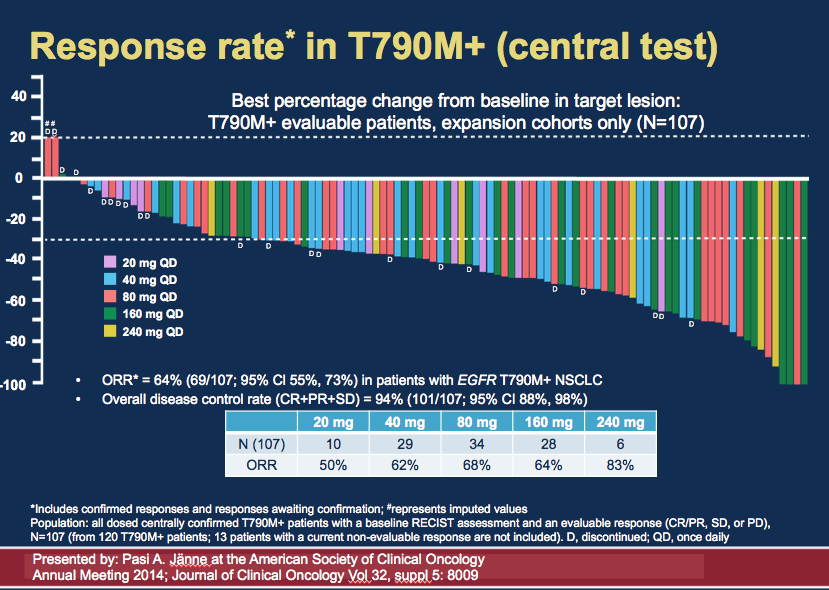 Response rate* in T790M+ (central test)
Best percentage change from baseline in target lesion:
T790M+ evaluable patients, expansion cohorts only (N=107)
40
20
0
-20
-40
-60
-80
-100
# #
D D
D
D
D
D D D D
D D
D
D
D D
D
D
D
D
D
D D
D
20 mg QD
40 mg QD
80 mg QD
160 mg QD
240 mg QD
• ORR* = 64% (69/107; 95% CI 55%, 73%) in patients with EGFR T790M+ NSCLC
• Overall disease control rate (CR+PR+SD) = 94% (101/107; 95% CI 88%, 98%)
20 mg 40 mg 80 mg 160 mg 240 mg
N (107) 10 29 34 28 6
ORR 50% 62% 68% 64% 83%
*Includes confirmed responses and responses awaiting confirmation; #represents imputed values
Population: all dosed centrally confirmed T790M+ patients with a baseline RECIST assessment and an evaluable response (CR/PR, SD, or PD),
N=107 (from 120 T790M+ patients; 13 patients with a current non-evaluable response are not included). D, discontinued; QD, once daily
Presented by: Pasi A. Jänne at the American Society of Clinical Oncology
Annual Meeting 2014; Journal of Clinical Oncology Vol 32, suppl 5: 8009